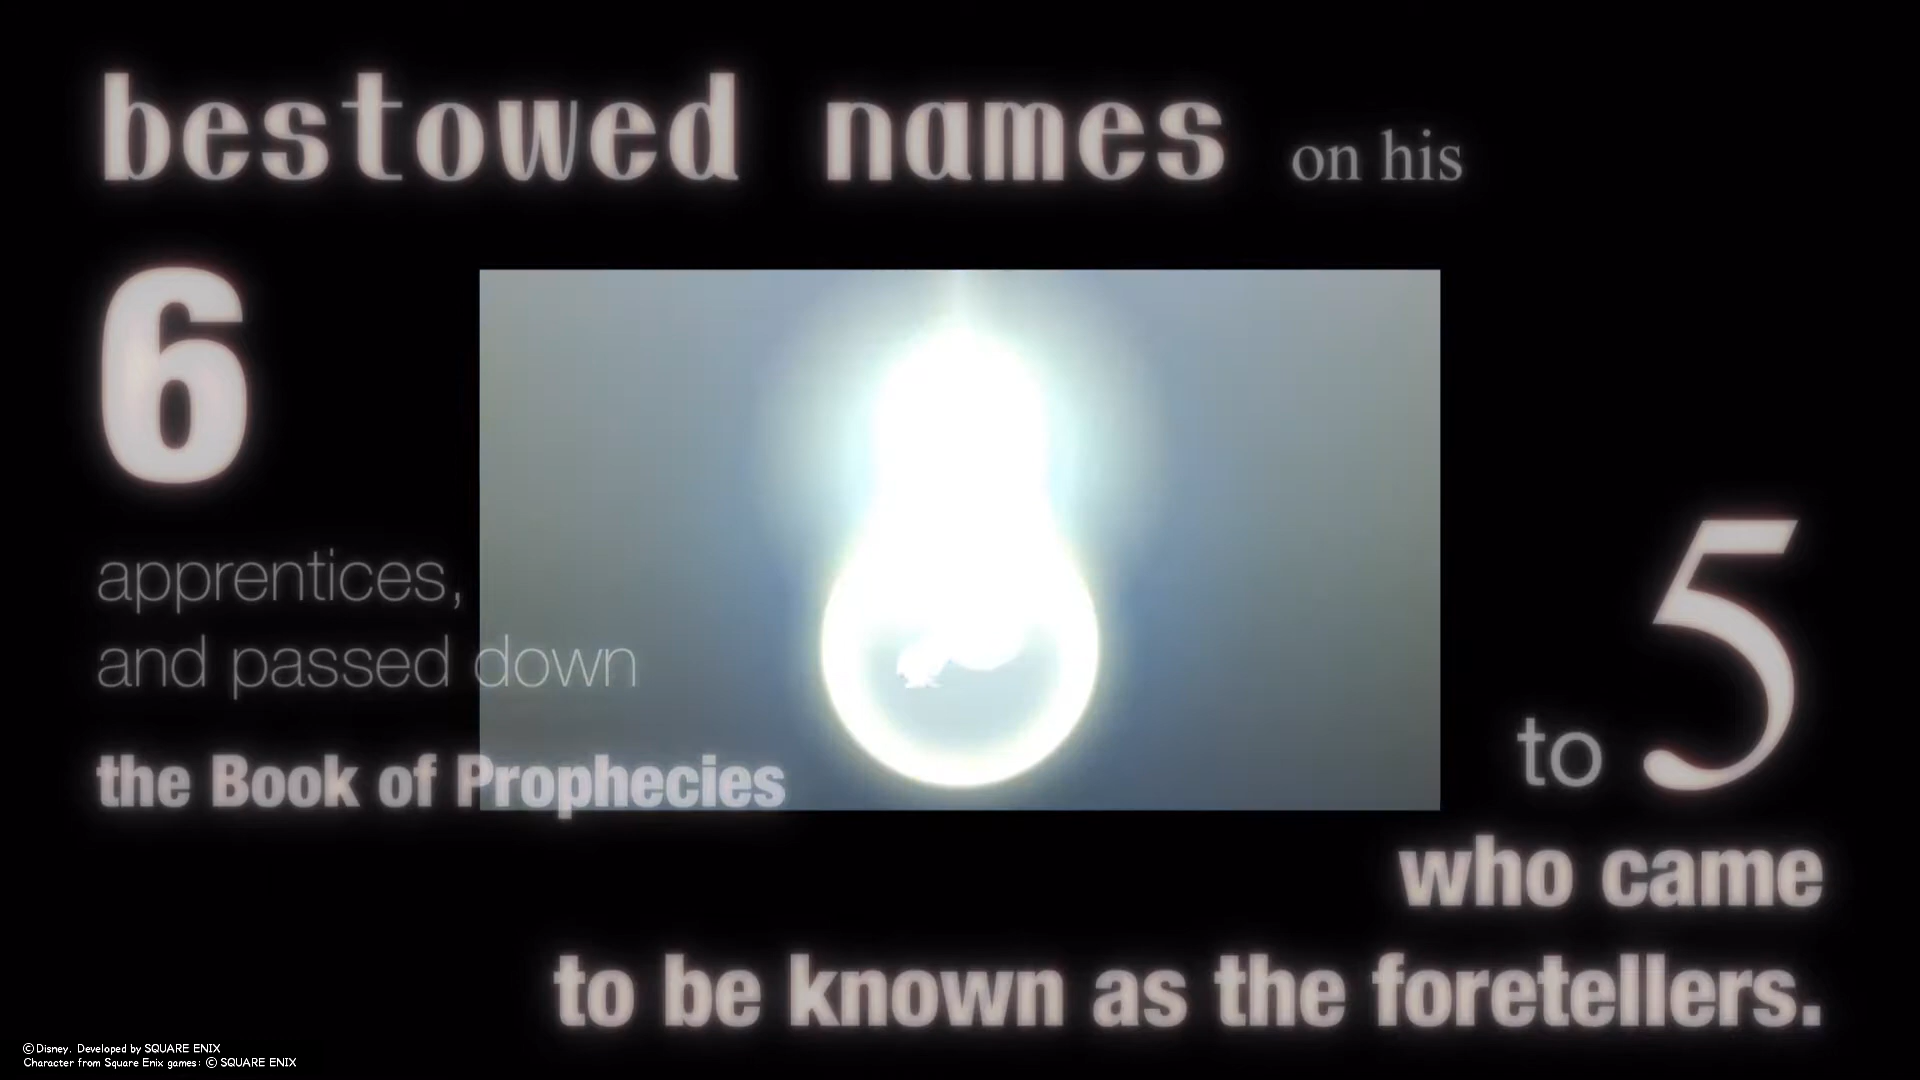 bestowed names on his
6
apprentices,
and passed down
the Book of Prophecies
to 5
who came
to be known as the foretellers.
©Disney. Developed by SQUARE ENIX
Character from Square Enix games: © SQUARE ENIX